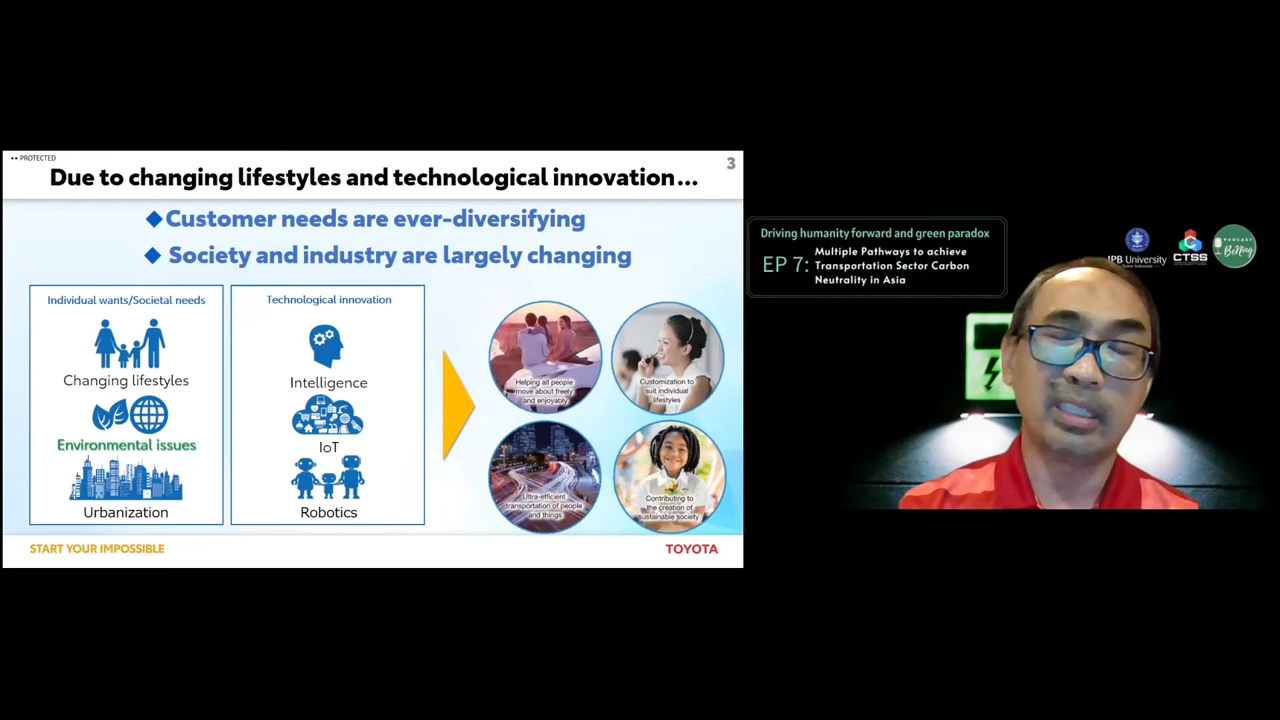 •• PROTECTED
3
Due to changing lifestyles and technological innovation...
Customer needs are ever-diversifying
Society and industry are largely changing
Individual wants/Societal needs
Changing lifestyles
Environmental issues
Urbanization
Technological innovation
Intelligence
IoT
Robotics
Helping all people
move about freely
and enjoyably
Customization to
suit individual
lifestyles
Ultra-efficient
transportation of people
and things
Contributing to
the creation of
sustainable society
START YOUR IMPOSSIBLE
TOYOTA
Driving humanity forward and green paradox
EP 7:
Multiple Pathways to achieve
Transportation Sector Carbon
Neutrality in Asia
IPB University
CTSS
PODCAST
BeNing